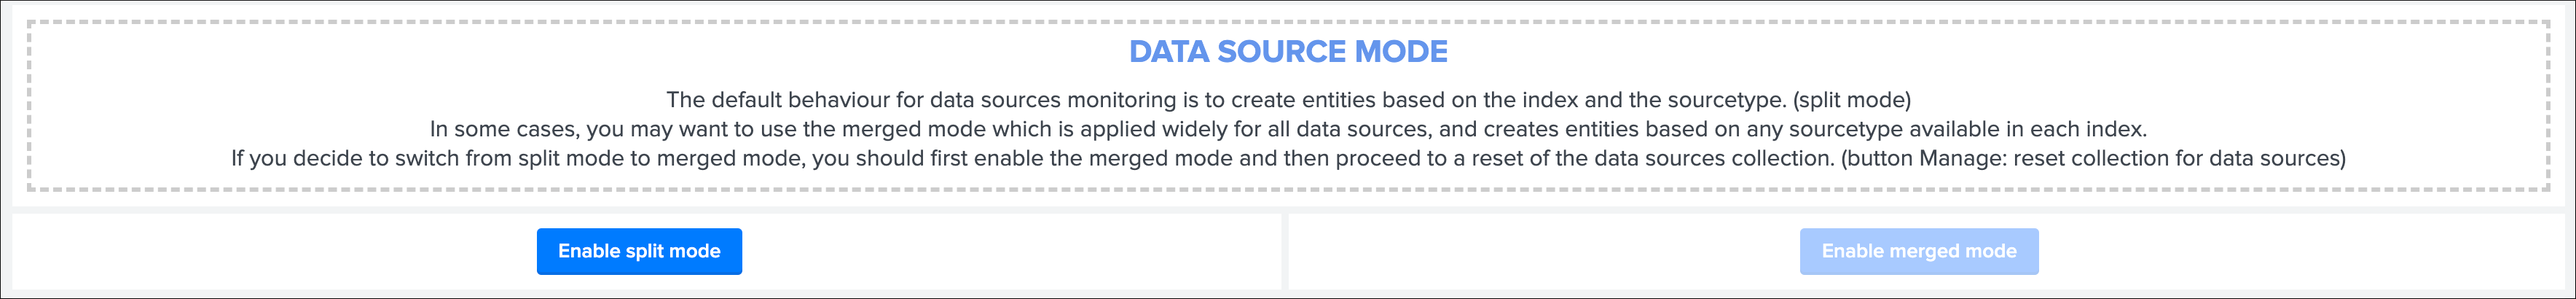 DATA SOURCE MODE
The default behaviour for data sources monitoring is to create entities based on the index and the sourcetype. (split mode)
In some cases, you may want to use the merged mode which is applied widely for all data sources, and creates entities based on any sourcetype available in each index.
If you decide to switch from split mode to merged mode, you should first enable the merged mode and then proceed to a reset of the data sources collection. (button Manage: reset collection for data sources)
Enable split mode
Enable merged mode